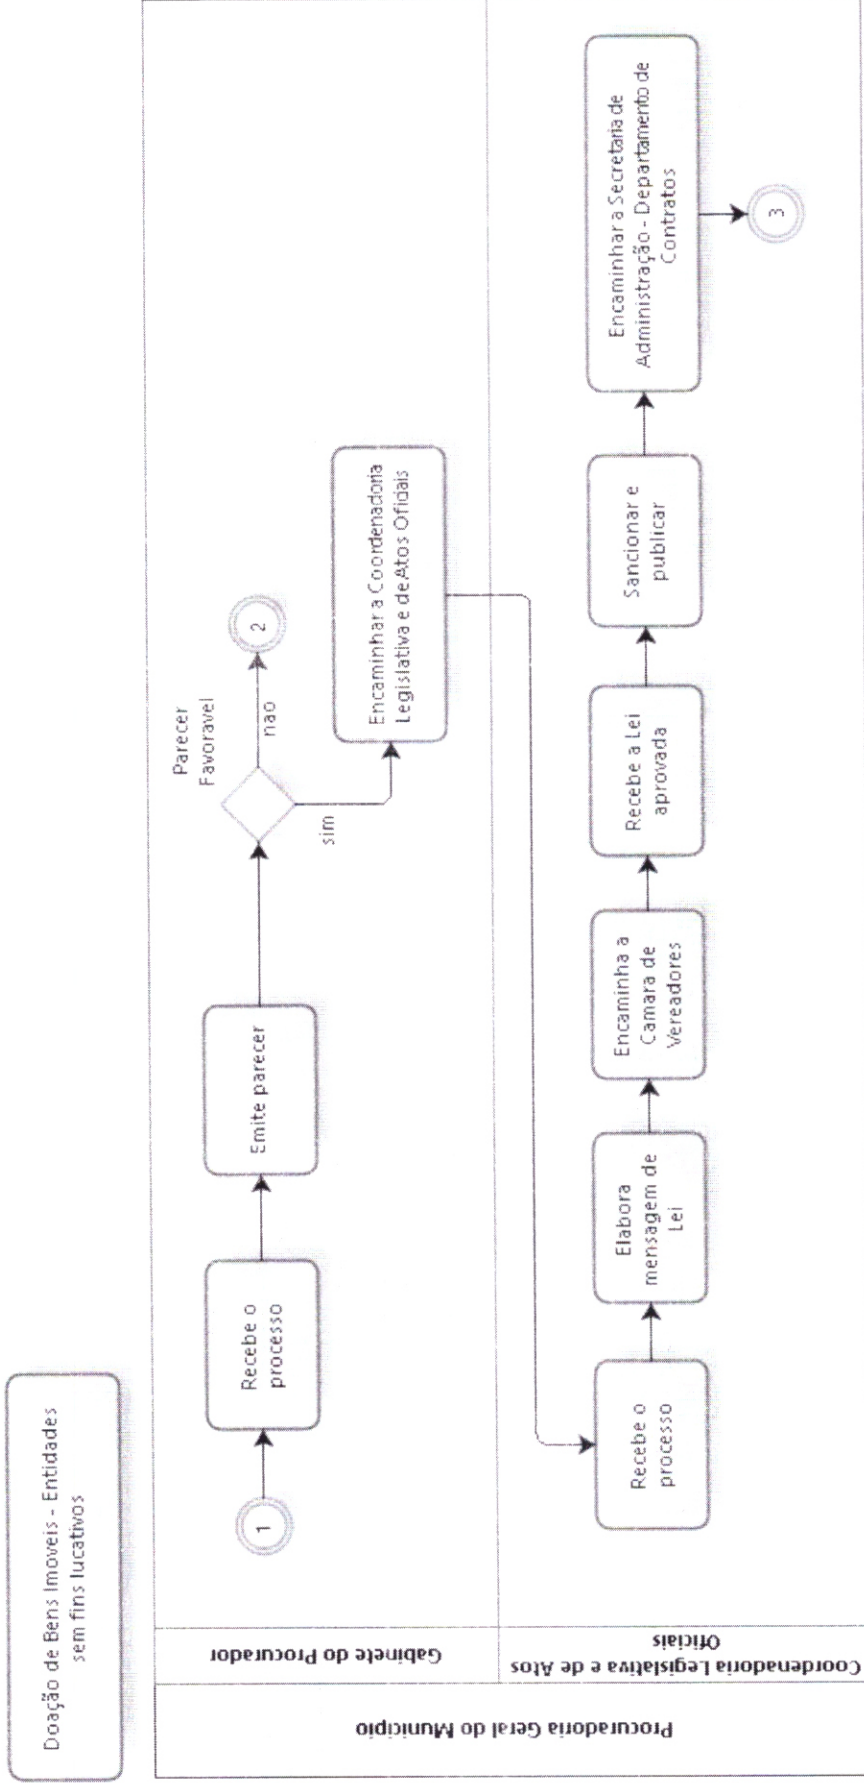 Doação de Bens Imoveis - Entidades
sem fins lucativos
Procuradoria Geral do Municipio
Gabinete do Procurador
1
Recebe o
processo
Emite parecer
Parecer
Favoravel
nao
2
sim
Encaminhar a Coordenadoria
Legislativa e de Atos Oficiais
Coordenadoria Legislativa e de Atos
Oficiais
Recebe o
processo
Elabora
mensagem de
Lei
Encaminha a
Camara de
Vereadores
Recebe a Lei
aprovada
Sancionar e
publicar
Encaminhar a Secretaria de
Administração - Departamento de
Contratos
3